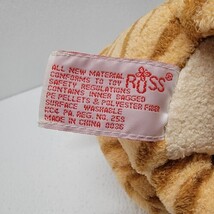 ALL NEW MATERIAL
CONFORMS TO TOY
SAFETY REGULATIONS
CONTAINS INNER BAGGED
PE PELLETS & POLYESTER FIBER
SURFACE WASHABLE
PA. REG. NO. 255
MADE IN CHINA
RUSS